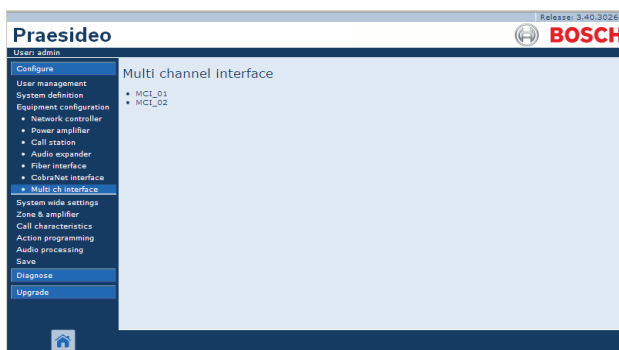 Release: 3.40.3026
Praesideo
BOSCH
User: admin
Configure
User management
System definition
Equipment configuration
• Network controller
• Power amplifier
• Call station
• Audio expander
• Fiber interface
• CobraNet interface
• Multi ch interface
System wide settings
Zone & amplifier
Call characteristics
Action programming
Audio processing
Save
Diagnose
Upgrade
Multi channel interface
• MCI_01
• MCI_02